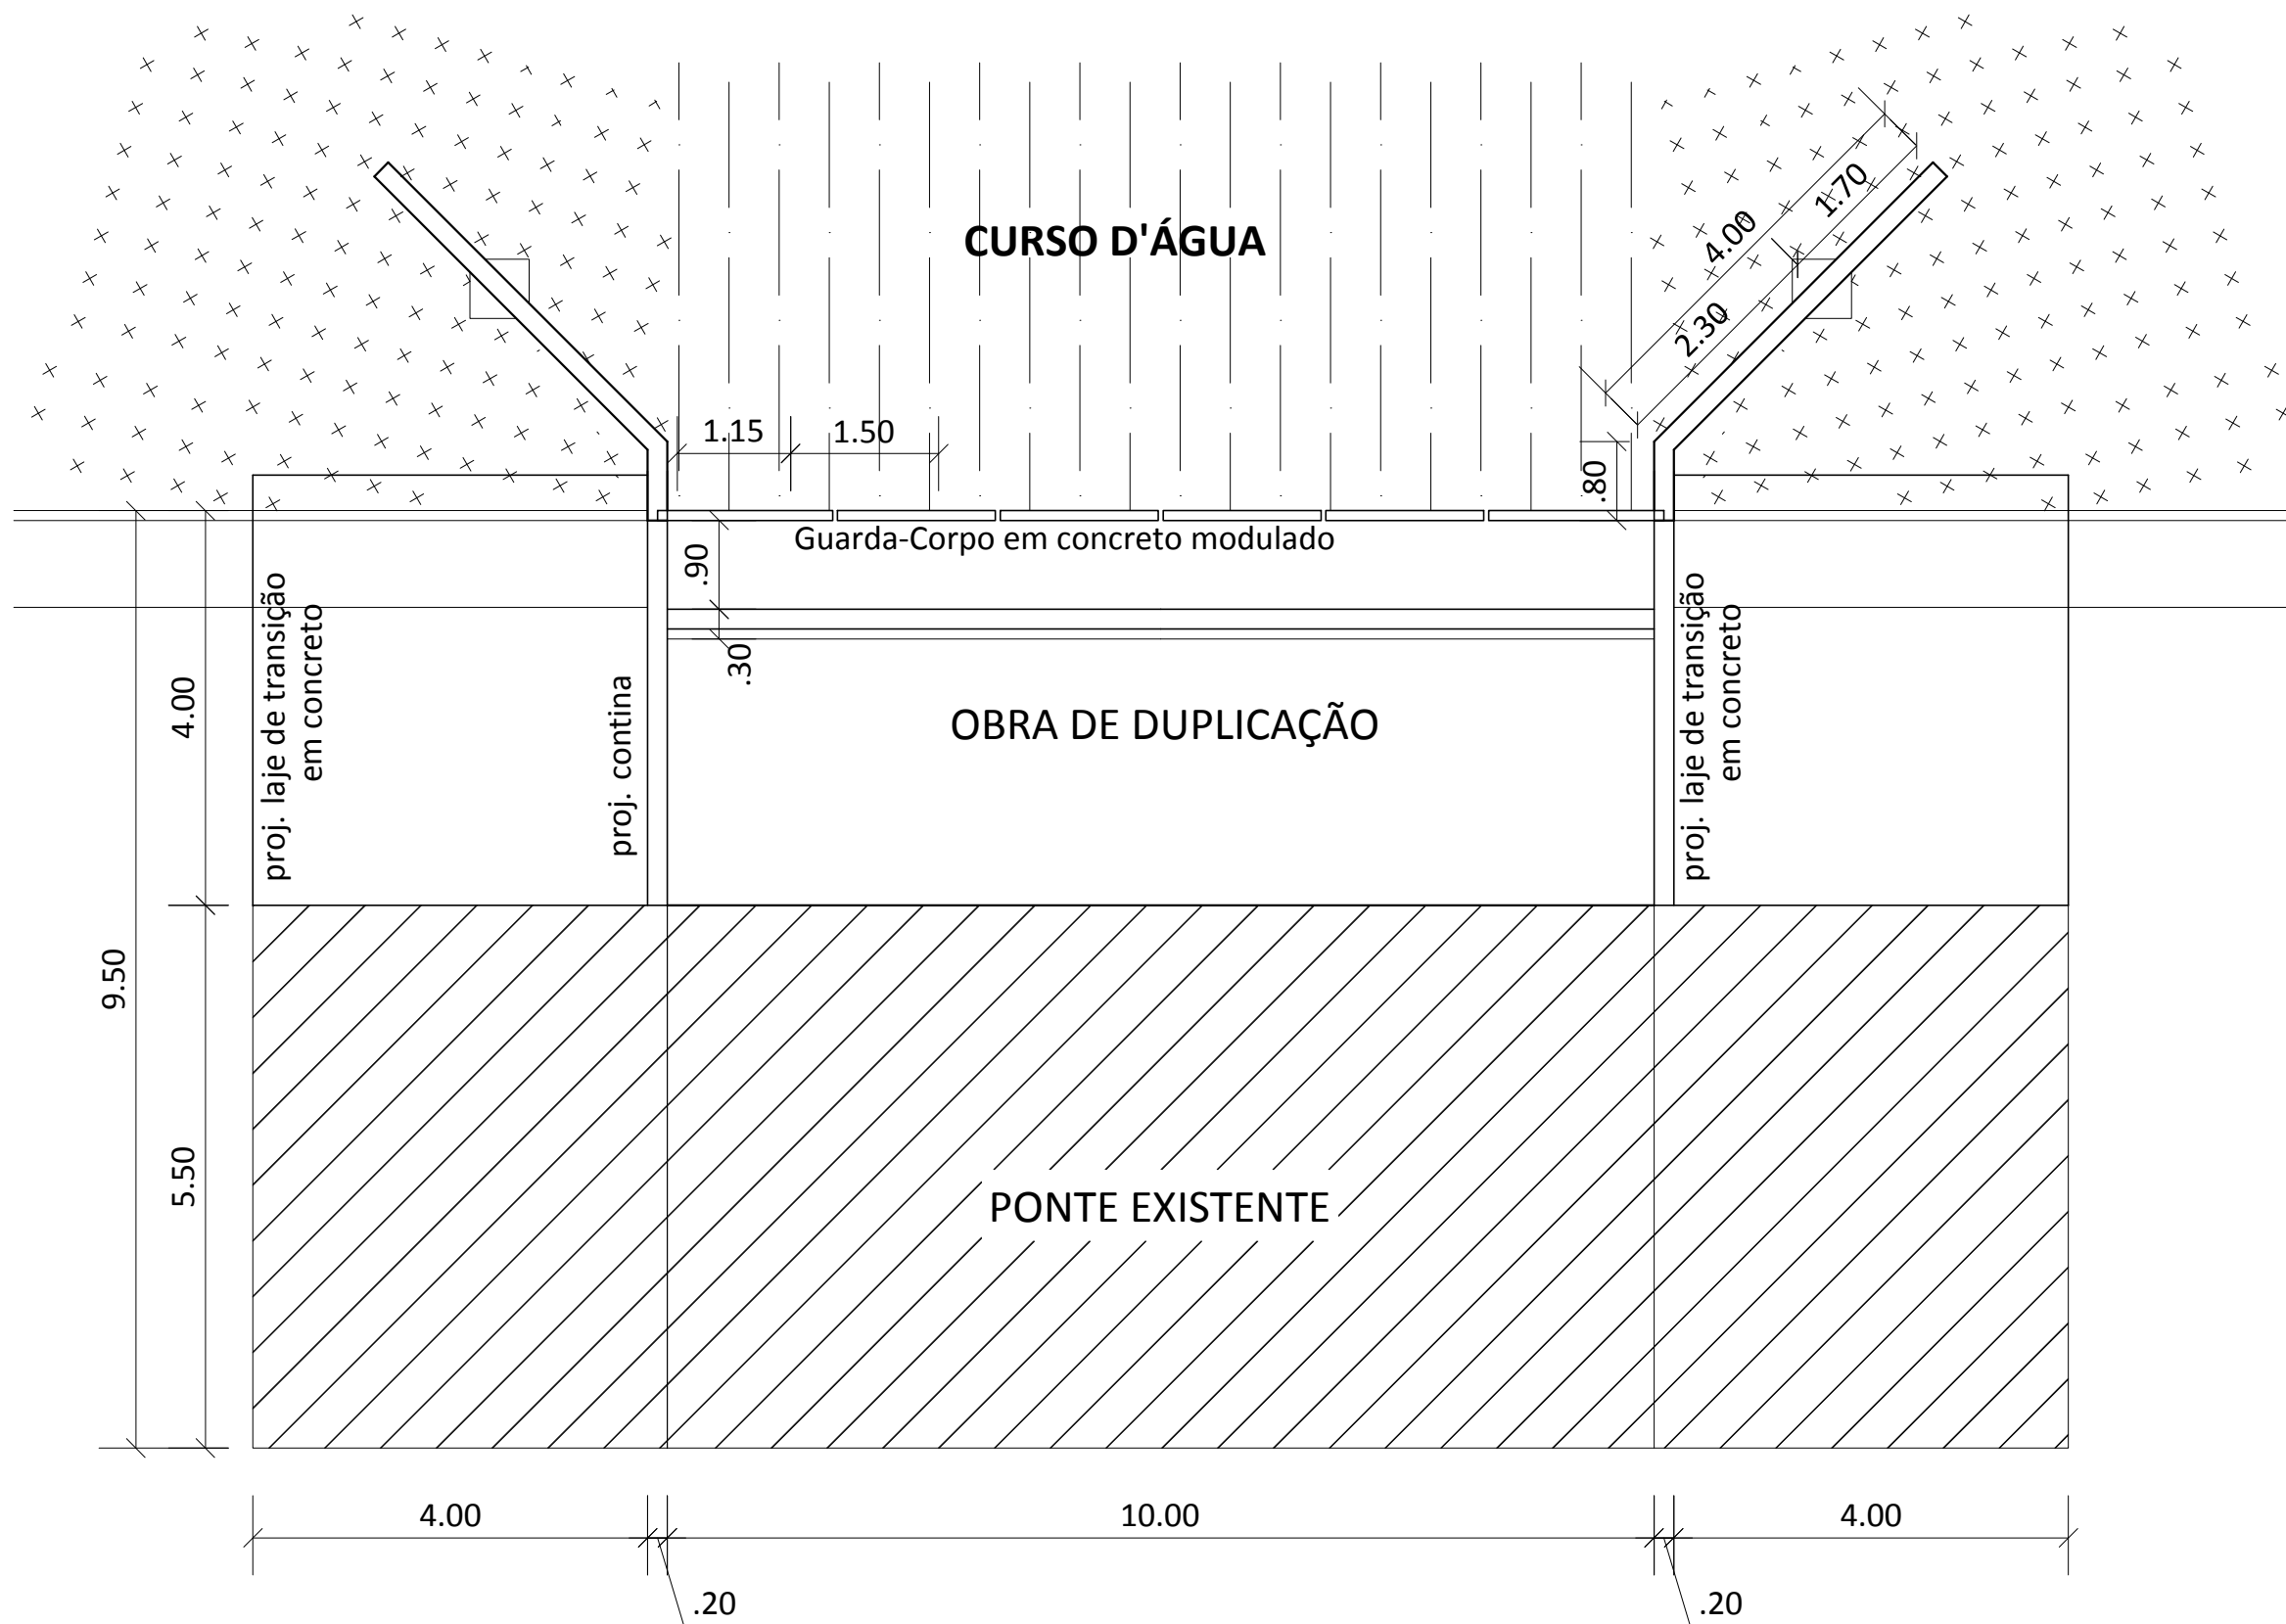 CURSO D'ÁGUA
4.00
1.70
2.30
1.15
1.50
.80
Guarda-Corpo em concreto modulado
.90
.30
proj. laje de transição
em concreto
proj. contina
OBRA DE DUPLICAÇÃO
proj. laje de transição
em concreto
4.00
9.50
5.50
PONTE EXISTENTE
4.00
10.00
4.00
.20
.20